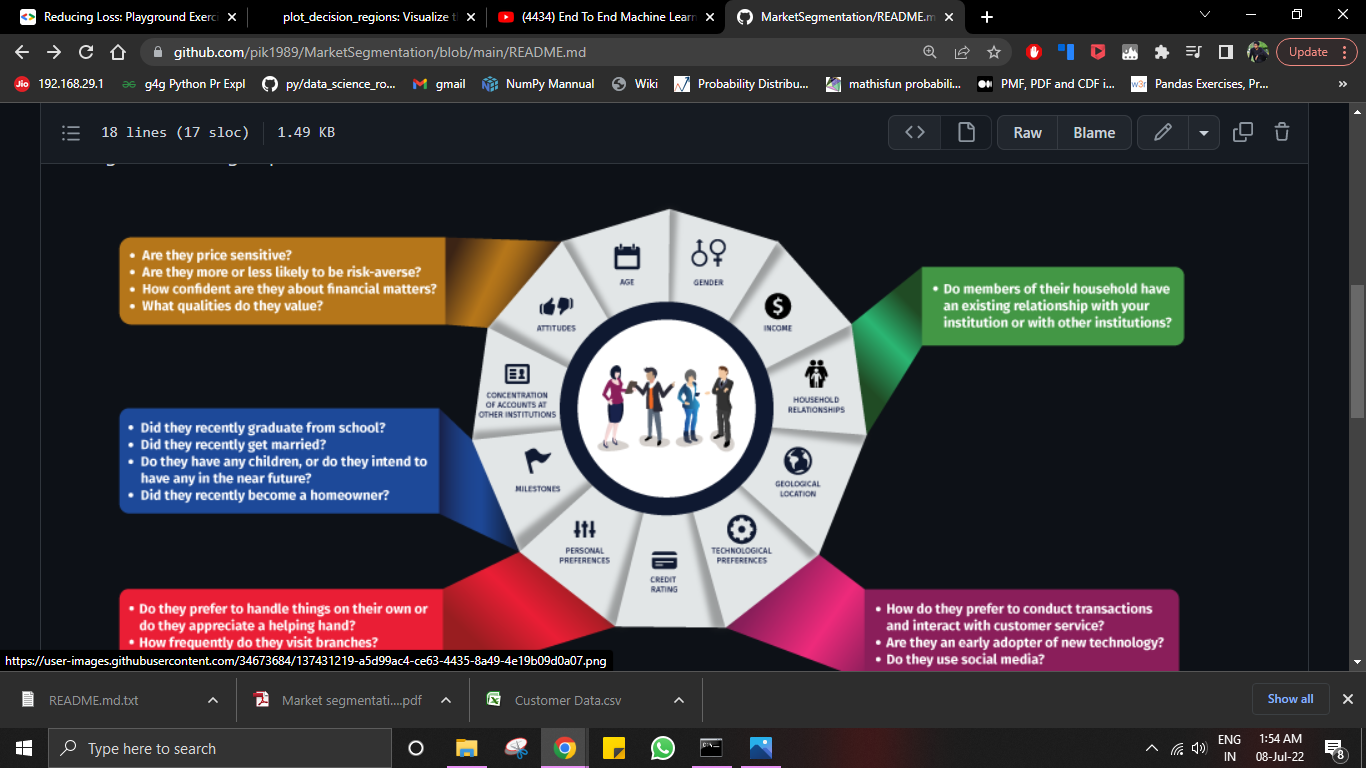 Reducing Loss: Playground Exerc
plot_decision_regions: Visualize t
(4434) End To End Machine Learn
MarketSegmentation/README.m
github.com/pik1989/MarketSegmentation/blob/main/README.md
Update
Jio
192.168.29.1
g4g Python Pr Expl
py/data_science_ro...
gmail
NumPy Mannual
Wiki
Probability Distribu...
mathisfun probabili...
PMF, PDF and CDF i...
w3r
Pandas Exercises, Pr...
»
18 lines (17 sloc)
1.49 KB
Raw
Blame
• Are they price sensitive?
• Are they more or less likely to be risk-averse?
• How confident are they about financial matters?
• What qualities do they value?
AGE
GENDER
ATTITUDES
INCOME
• Do members of their household have
an existing relationship with your
institution or with other institutions?
CONCENTRATION
OF ACCOUNTS AT
OTHER INSTITUTIONS
HOUSEHOLD
RELATIONSHIPS
• Did they recently graduate from school?
• Did they recently get married?
• Do they have any children, or do they intend to
have any in the near future?
• Did they recently become a homeowner?
MILESTONES
GEOLOGICAL
LOCATION
PERSONAL
PREFERENCES
CREDIT
RATING
TECHNOLOGICAL
PREFERENCES
• Do they prefer to handle things on their own or
do they appreciate a helping hand?
• How frequently do they visit branches?
• How do they prefer to conduct transactions
and interact with customer service?
• Are they an early adopter of new technology?
• Do they use social media?
https://user-images.githubusercontent.com/34673684/137431219-a5d99ac4-ce63-4435-8a49-4e19b09d0a07.png
README.md.txt
Market segmentati....pdf
Customer Data.csv
Show all
Type here to search
ENG
IN
1:54 AM
08-Jul-22
8